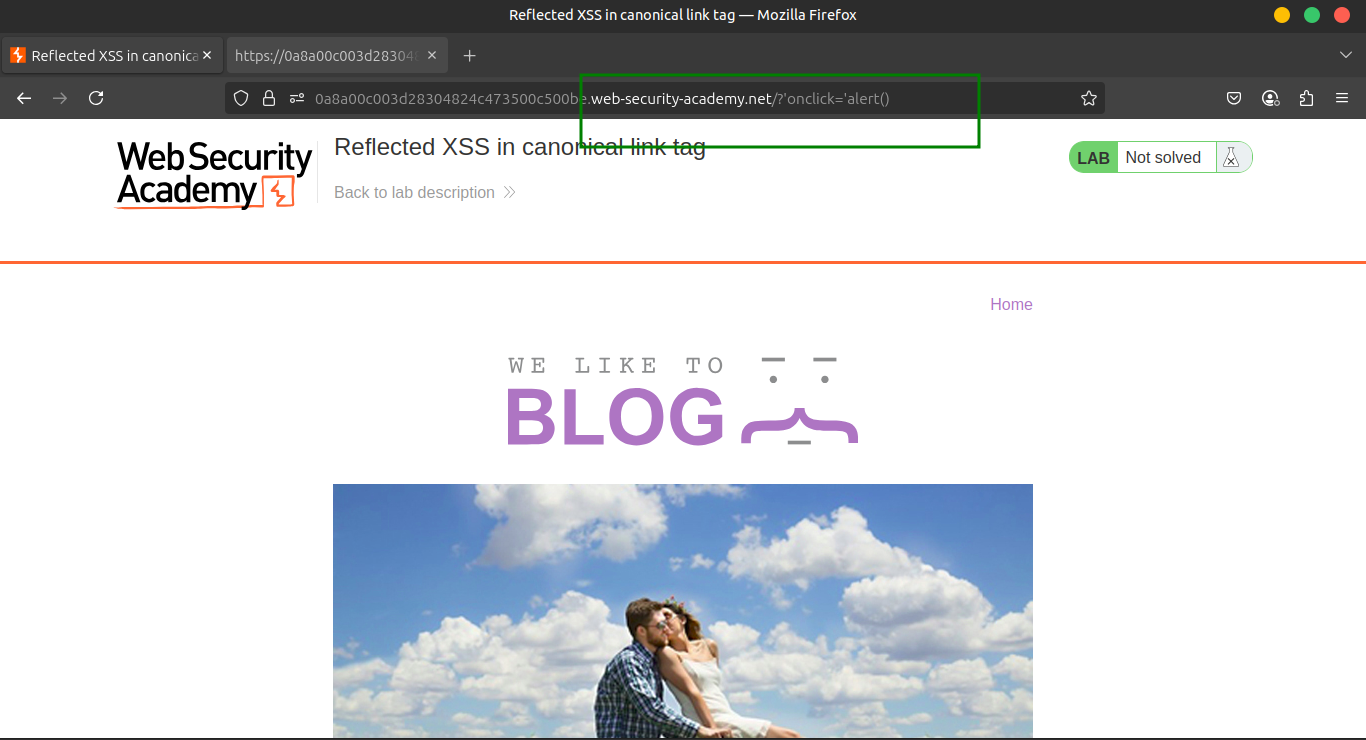 Reflected XSS in canonical link tag — Mozilla Firefox
Reflected XSS in canonica
https://0a8a00c003d28304
0a8a00c003d28304824c473500c500be.web-security-academy.net/?'onclick='alert()
Web Security Academy
Reflected XSS in canonical link tag
Back to lab description
LAB Not solved
Home
WE LIKE TO
BLOG